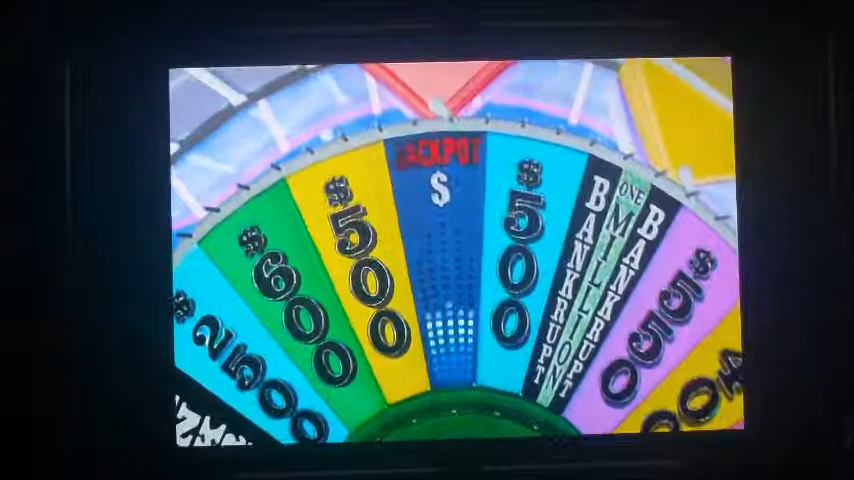 $2500
$600
$500
JACKPOT
$
$500
BANKRUPT
ONE MILLION
BANKRUPT
$550